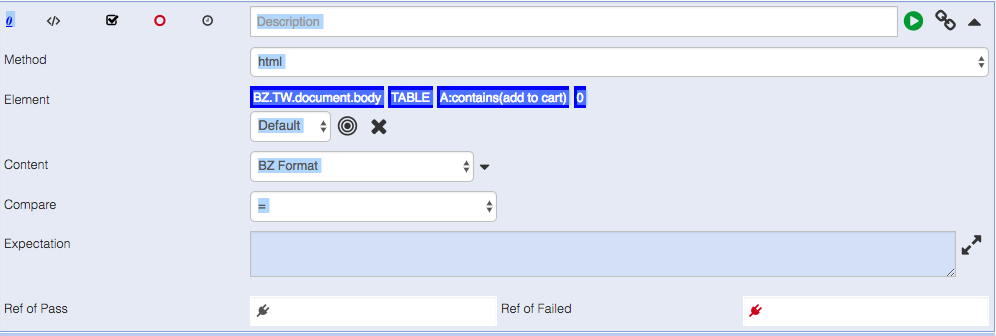 0 </> Description
Method html
Element BZ.TW.document.body TABLE A:contains(add to cart) 0
Default
Content BZ Format
Compare =
Expectation
Ref of Pass Ref of Failed